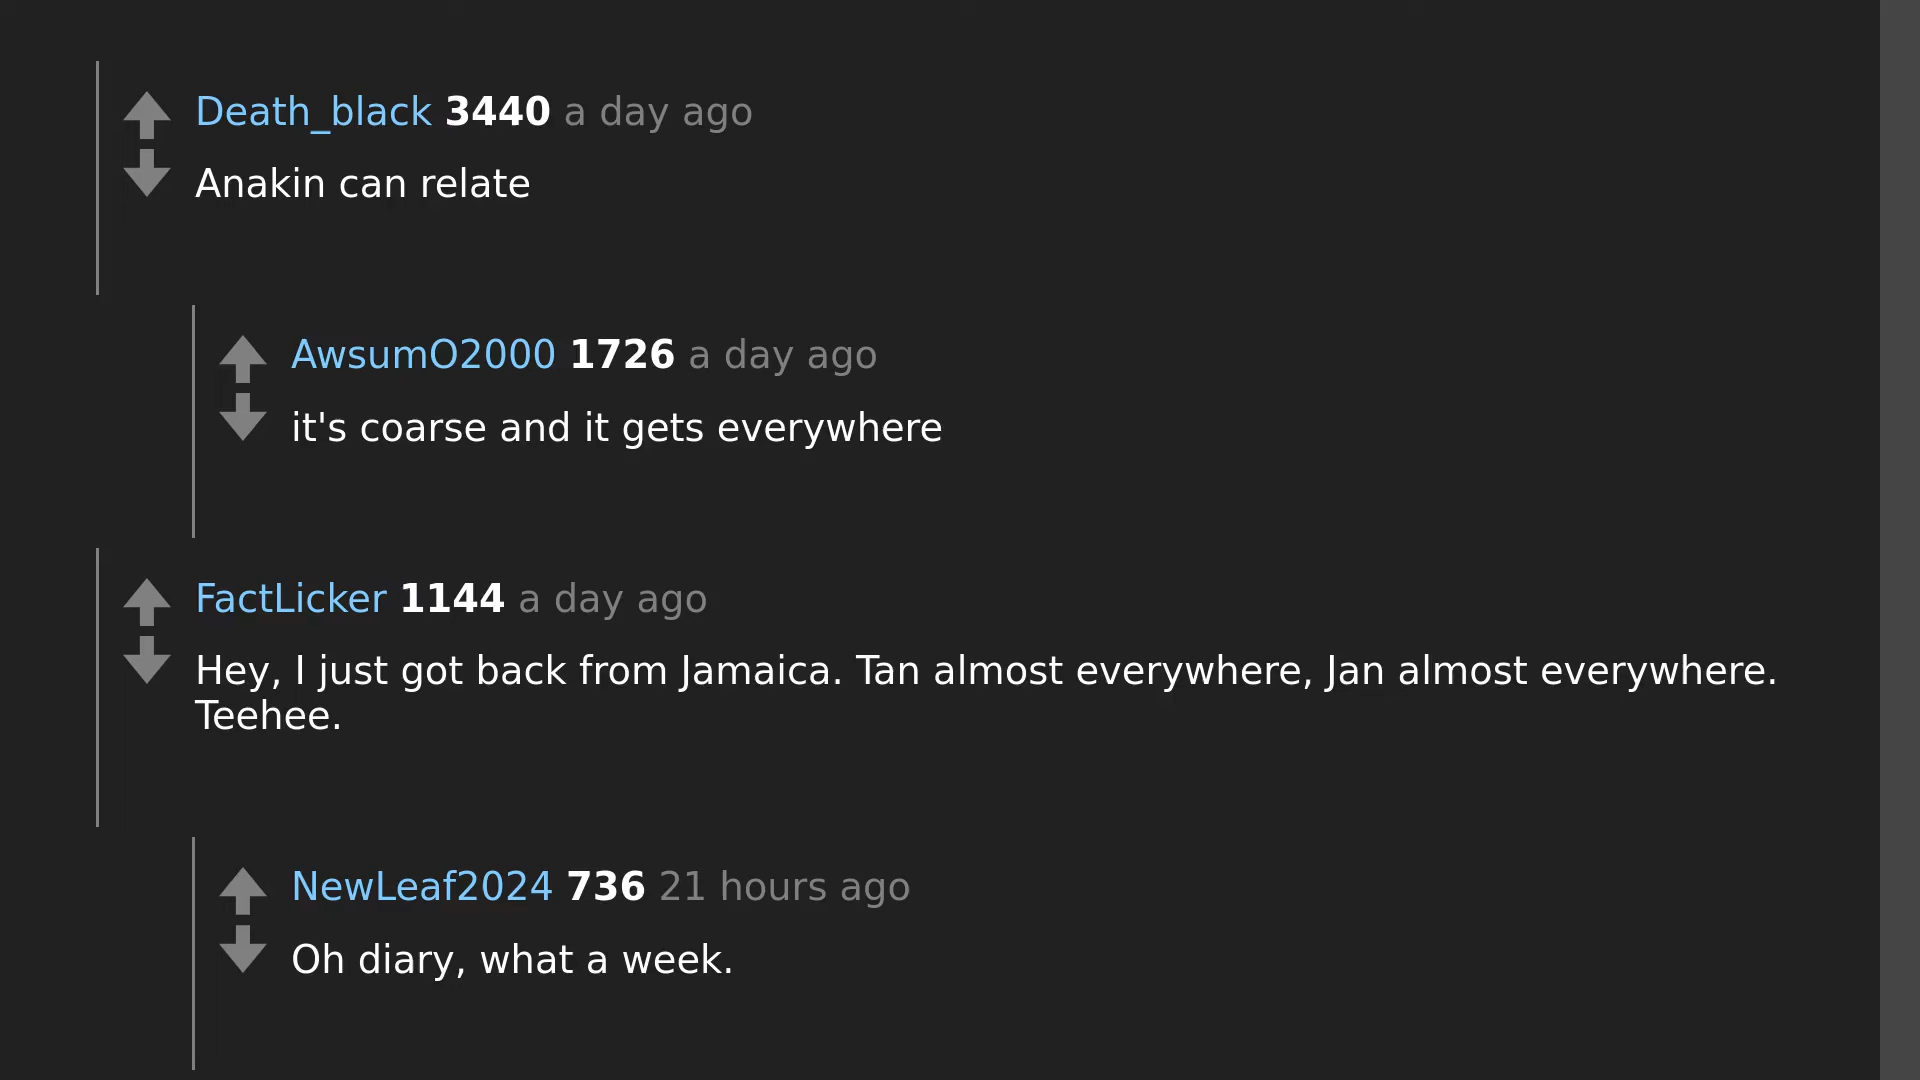 Death_black 3440 a day ago
Anakin can relate
AwsumO2000 1726 a day ago
it's coarse and it gets everywhere
FactLicker 1144 a day ago
Hey, I just got back from Jamaica. Tan almost everywhere, Jan almost everywhere.
Teehee.
NewLeaf2024 736 21 hours ago
Oh diary, what a week.